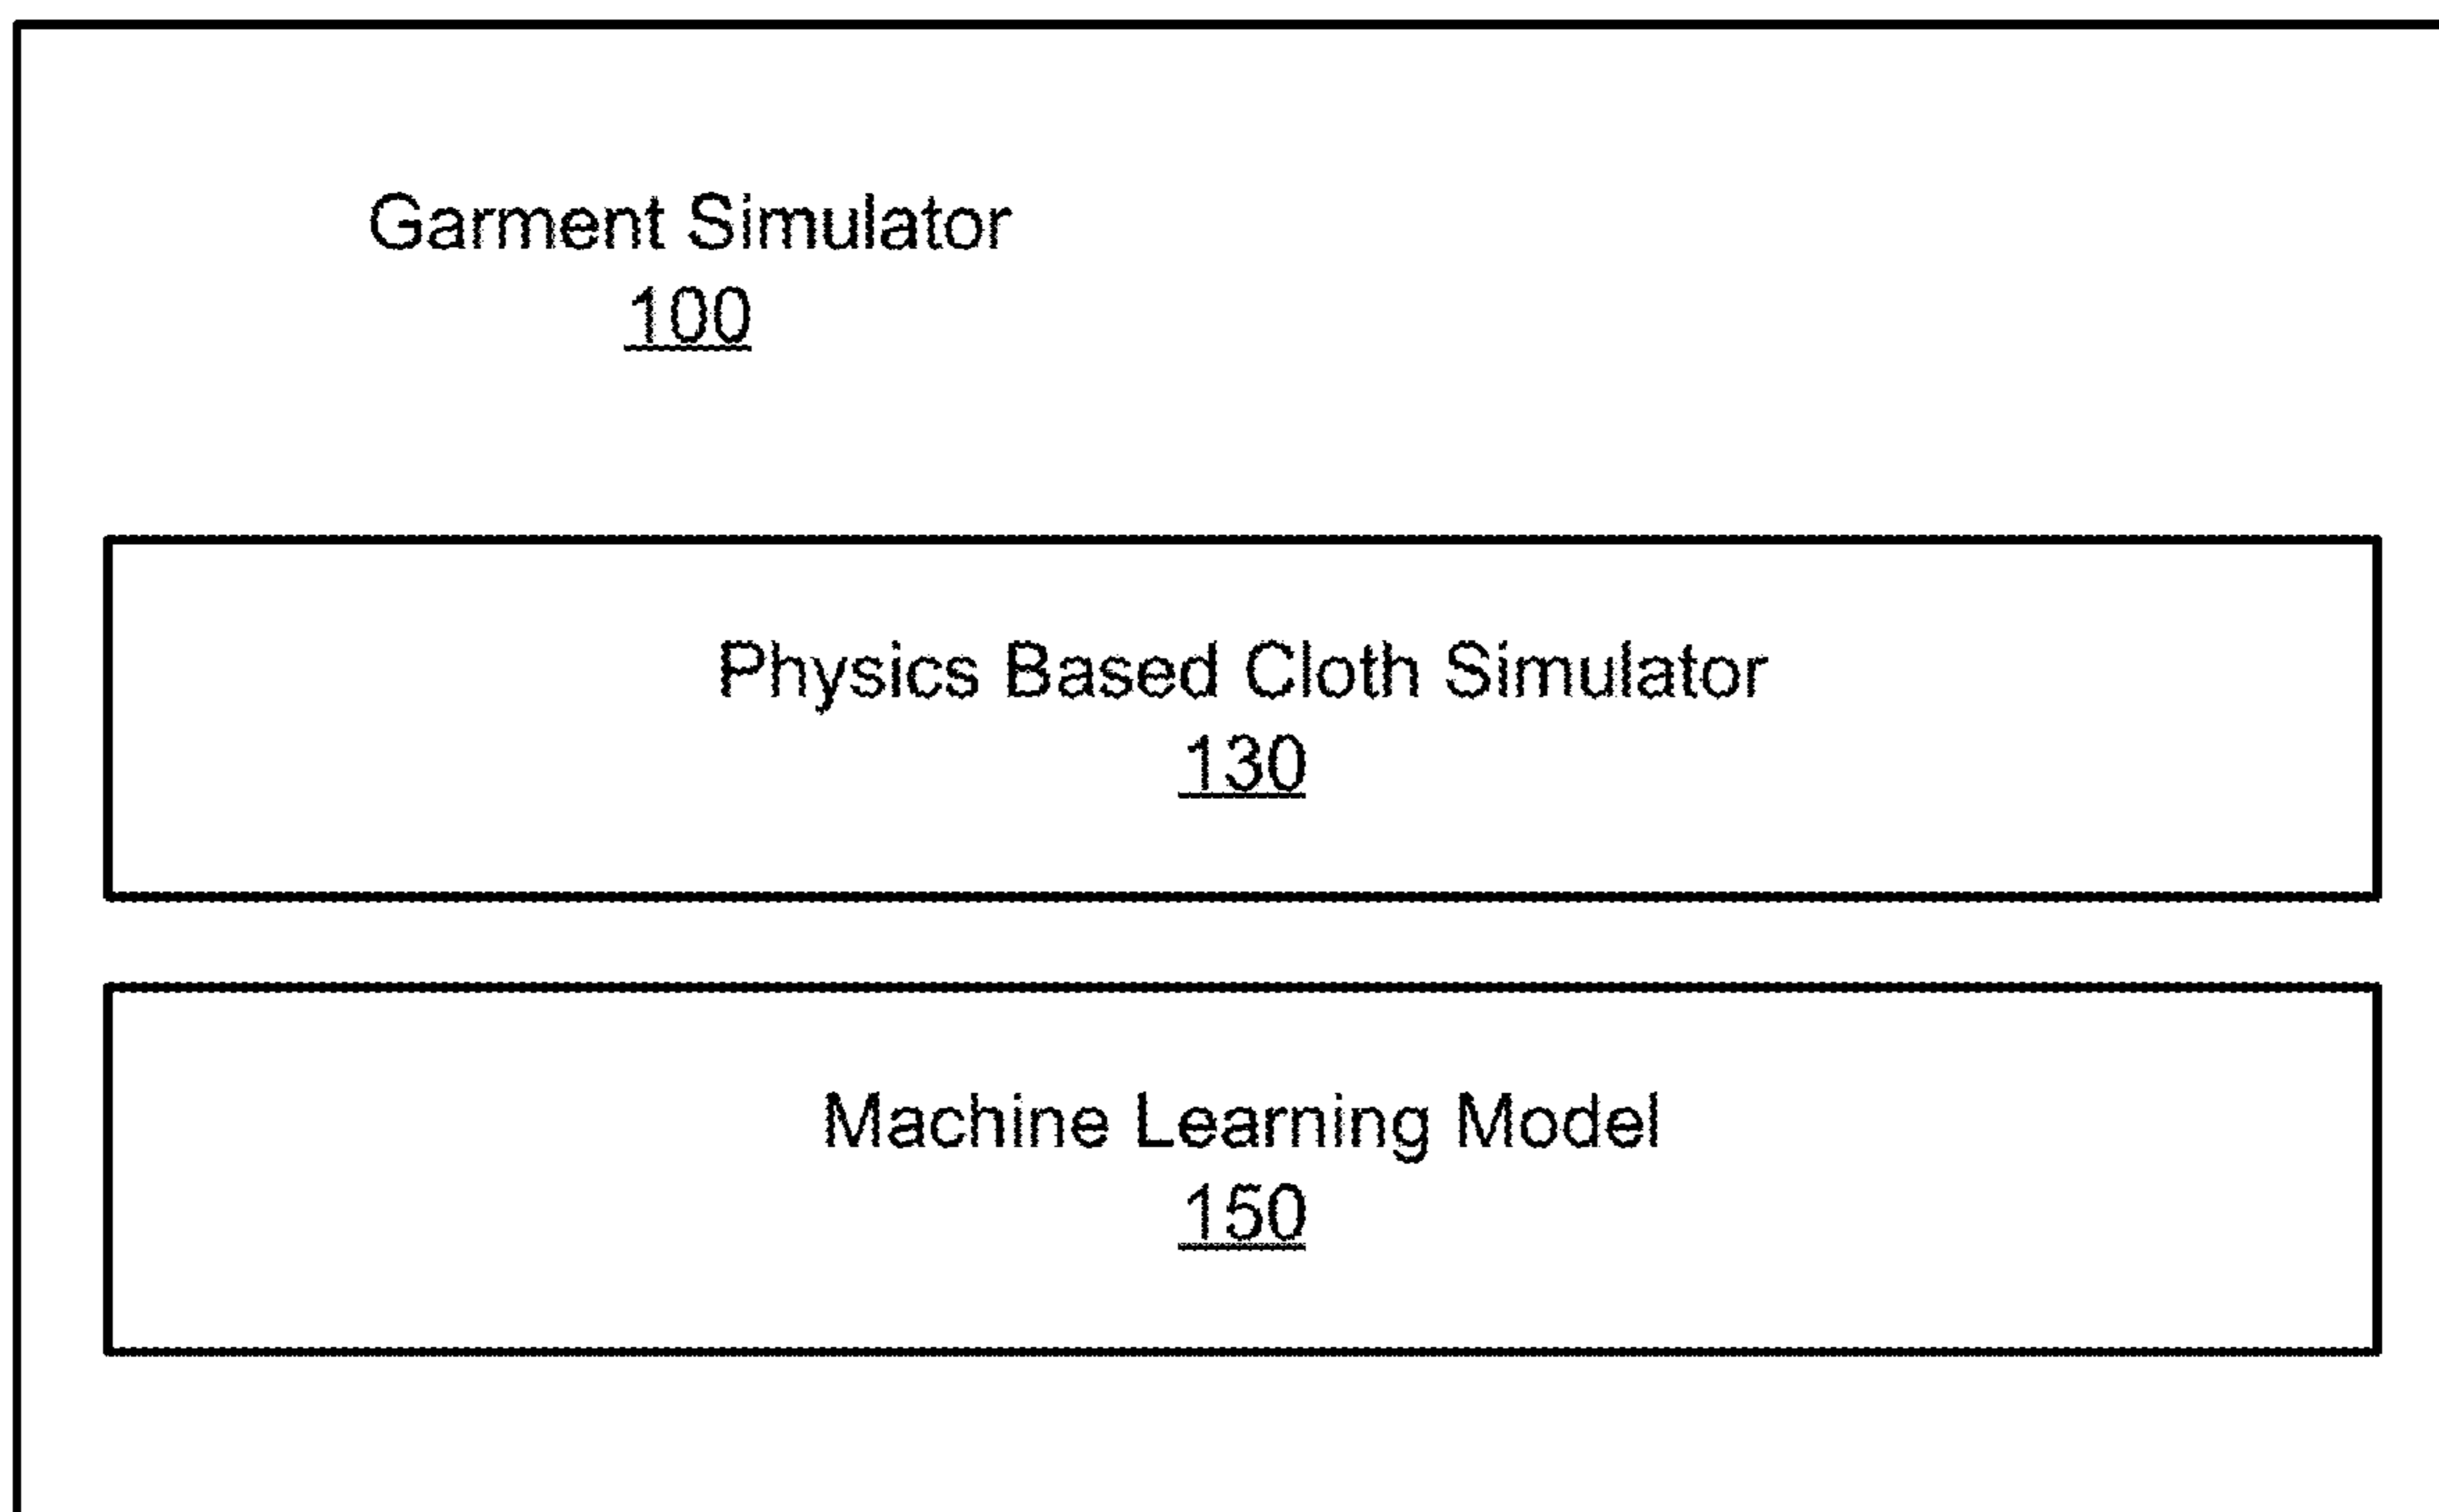 Garment Simulator
100
Physics Based Cloth Simulator
130
Machine Learning Model
150